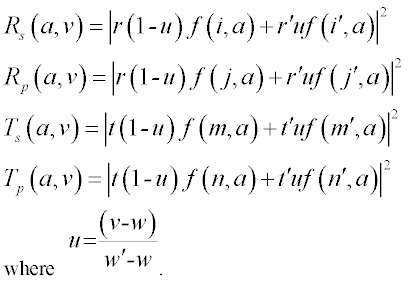 R_s(a,v)=|r(1-u)f(i,a)+r′uf(i′,a)|²
R_p(a,v)=|r(1-u)f(j,a)+r′uf(j′,a)|²
T_s(a,v)=|t(1-u)f(m,a)+t′uf(m′,a)|²
T_p(a,v)=|t(1-u)f(n,a)+t′uf(n′,a)|²
where u=(v-w)/(w′-w).